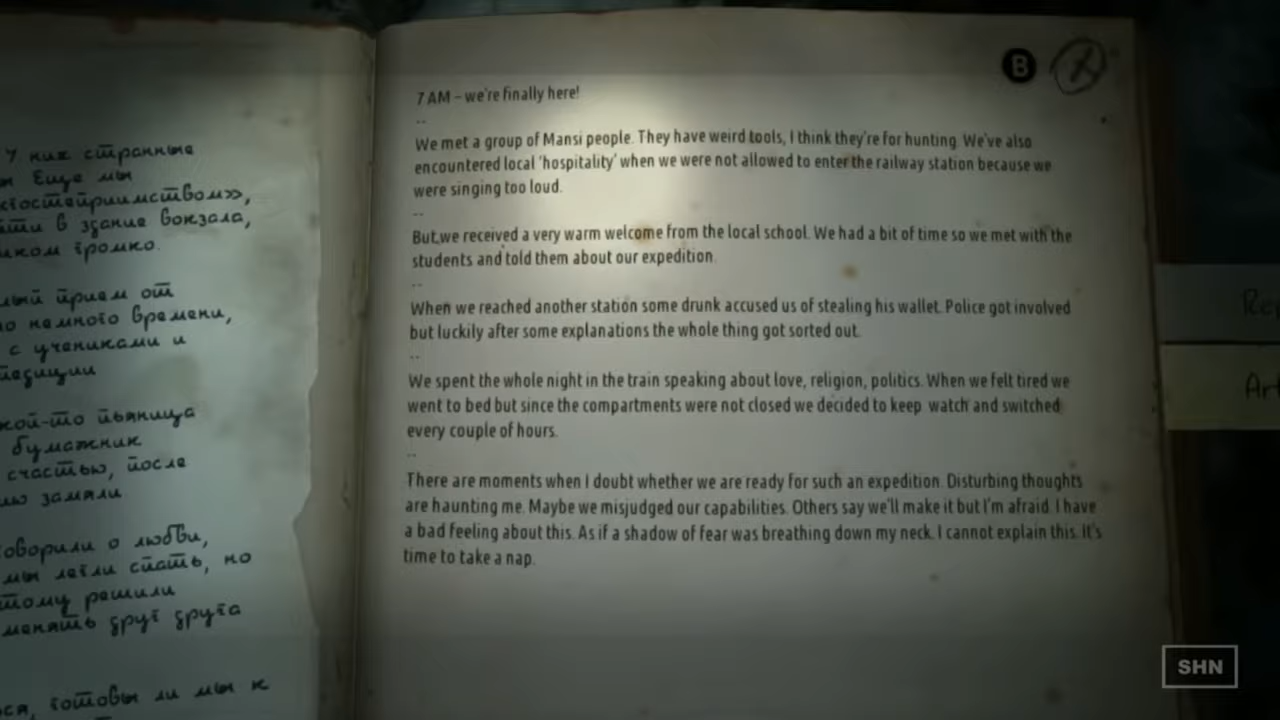 7 них странные
Еще мы
«гостеприимством»,
в здание вокзала,
громко.
приём от
немного времени,
с учениками и
пьяница
бумажник
счастью, после
замяли
говорили о любви,
мы легли спать, но
решили
менять друг друга
готовы ли мы к
B
7 AM – we're finally here!
--
We met a group of Mansi people. They have weird tools, I think they're for hunting. We've also
encountered local 'hospitality' when we were not allowed to enter the railway station because we
were singing too loud.
--
But,we received a very warm welcome from the local school. We had a bit of time so we met with the
students and told them about our expedition.
--
When we reached another station some drunk accused us of stealing his wallet. Police got involved
but luckily after some explanations the whole thing got sorted out.
--
We spent the whole night in the train speaking about love, religion, politics. When we felt tired we
went to bed but since the compartments were not closed we decided to keep watch and switched
every couple of hours.
--
There are moments when I doubt whether we are ready for such an expedition. Disturbing thoughts
are haunting me. Maybe we misjudged our capabilities. Others say we'll make it but I'm afraid. I have
a bad feeling about this. As if a shadow of fear was breathing down my neck. I cannot explain this. It's
time to take a nap.
Re
Ar
SHN